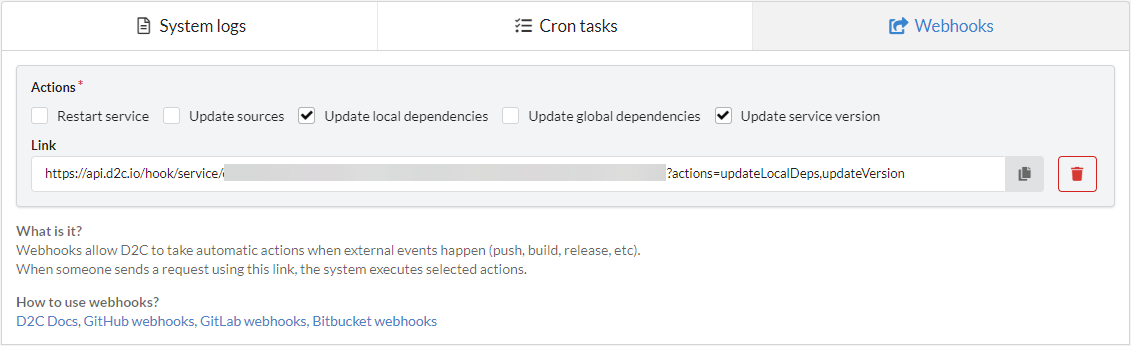 System logs
Cron tasks
Webhooks
Actions *
Restart service
Update sources
Update local dependencies
Update global dependencies
Update service version
Link
https://api.d2c.io/hook/service/ ?actions=updateLocalDeps,updateVersion
What is it?
Webhooks allow D2C to take automatic actions when external events happen (push, build, release, etc).
When someone sends a request using this link, the system executes selected actions.
How to use webhooks?
D2C Docs, GitHub webhooks, GitLab webhooks, Bitbucket webhooks